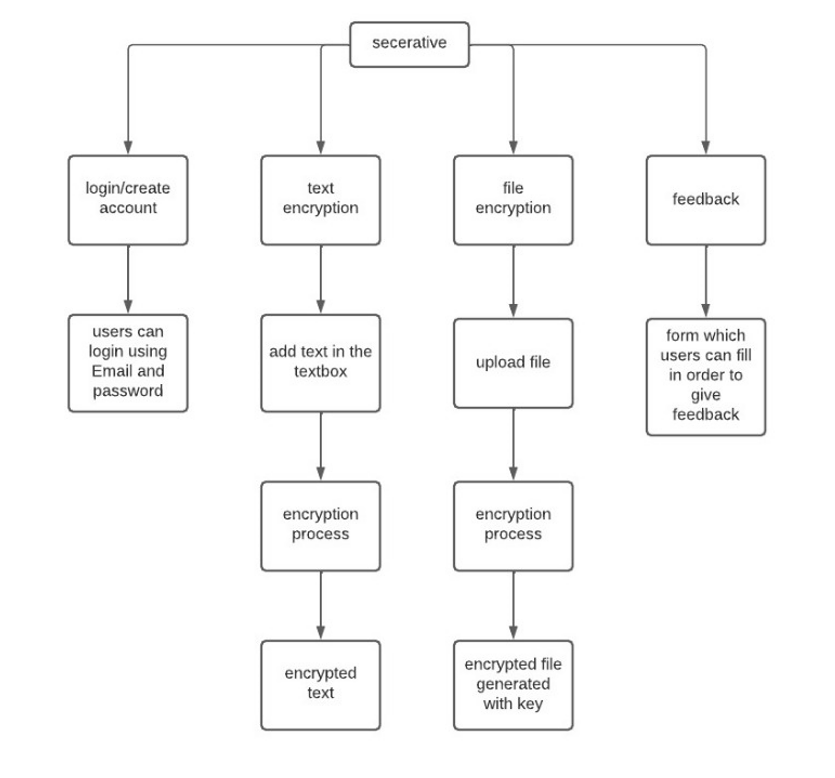 secerative
login/create
account
text
encryption
file
encryption
feedback
users can
login using
Email and
password
add text in the
textbox
upload file
form which
users can fill
in order to
give
feedback
encryption
process
encryption
process
encrypted
text
encrypted file
generated
with key